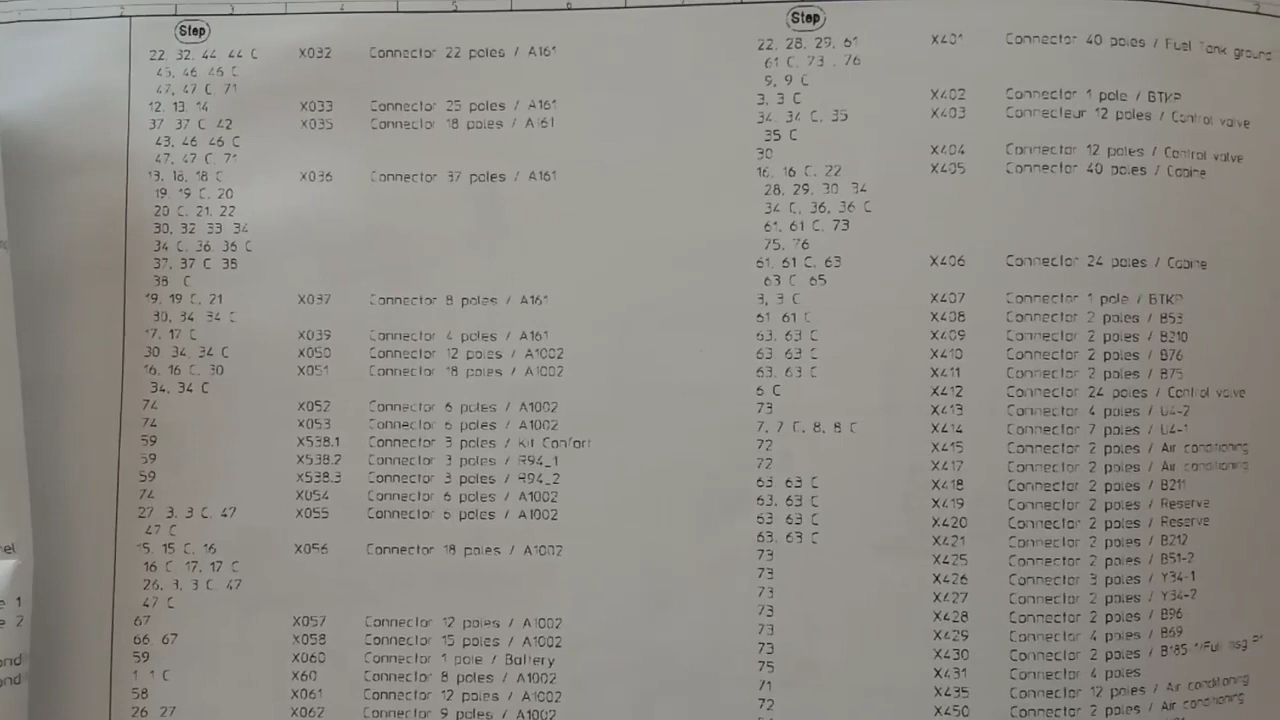 Step
22, 32, 44 44 C X032 Connector 22 poles / A161
45, 46 46 C
47, 47 C, 71
12, 13, 14 X033 Connector 25 poles / A161
37 37 C 42 X035 Connector 18 poles / A161
43, 46 46 C
47, 47 C, 71
13, 18, 18 C X036 Connector 37 poles / A161
19, 19 C, 20
20 C, 21, 22
30, 32 33 34
34 C, 36, 36 C
37, 37 C 38
38 C
19, 19 C, 21 X037 Connector 8 poles / A161
30, 34 34 C
17, 17 C X039 Connector 4 poles / A161
30 34, 34 C X050 Connector 12 poles / A1002
16, 16 C, 30 X051 Connector 18 poles / A1002
34, 34 C
74 X052 Connector 6 poles / A1002
74 X053 Connector 6 poles / A1002
59 X538.1 Connector 3 poles / Kit Confort
59 X538.2 Connector 3 poles / R94_1
59 X538.3 Connector 3 poles / R94_2
74 X054 Connector 6 poles / A1002
27 3, 3 C, 47 X055 Connector 6 poles / A1002
47 C
15, 15 C, 16 X056 Connector 18 poles / A1002
16 C, 17, 17 C
26, 3, 3 C, 47
47 C
67 X057 Connector 12 poles / A1002
66 67 X058 Connector 15 poles / A1002
59 X060 Connector 1 pole / Battery
1 1 C X60 Connector 8 poles / A1002
58 X061 Connector 12 poles / A1002
26 27 X062 Connector 9 poles / A1002
Step
22, 28, 29, 61 X401 Connector 40 poles / Fuel Tank ground
61 C, 73, 76
9, 9 C
3, 3 C X402 Connector 1 pole / BTKP
34, 34 C, 35 X403 Connecteur 12 poles / Control valve
35 C
30 X404 Connector 12 poles / Control valve
16, 16 C, 22 X405 Connector 40 poles / Cabine
28, 29, 30 34
34 C, 36, 36 C
61, 61 C, 73
75, 76
61, 61 C, 63 X406 Connector 24 poles / Cabine
63 C 65
3, 3 C X407 Connector 1 pole / BTKP
61 61 C X408 Connector 2 poles / B53
63, 63 C X409 Connector 2 poles / B210
63 63 C X410 Connector 2 poles / B76
63, 63 C X411 Connector 2 poles / B75
6 C X412 Connector 24 poles / Control valve
73 X413 Connector 4 poles / U4-2
7, 7 C, 8, 8 C X414 Connector 7 poles / U4-1
72 X415 Connector 2 poles / Air conditioning
72 X417 Connector 2 poles / Air conditioning
63 63 C X418 Connector 2 poles / B211
63, 63 C X419 Connector 2 poles / Reserve
63 63 C X420 Connector 2 poles / Reserve
63, 63 C X421 Connector 2 poles / B212
73 X425 Connector 2 poles / B51-2
73 X426 Connector 3 poles / Y34-1
73 X427 Connector 2 poles / Y34-2
73 X428 Connector 2 poles / B96
73 X429 Connector 4 poles / B69
73 X430 Connector 2 poles / B185
75 X431 Connector 4 poles
71 X435 Connector 12 poles / Air conditioning
72 X450 Connector 2 poles / Air conditioning